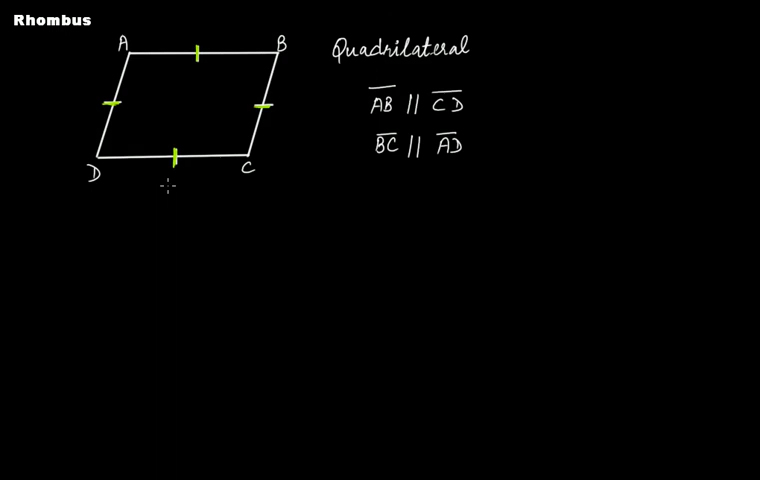 Rhombus
A
B
Quadrilateral
AB || CD
BC || AD
D
C